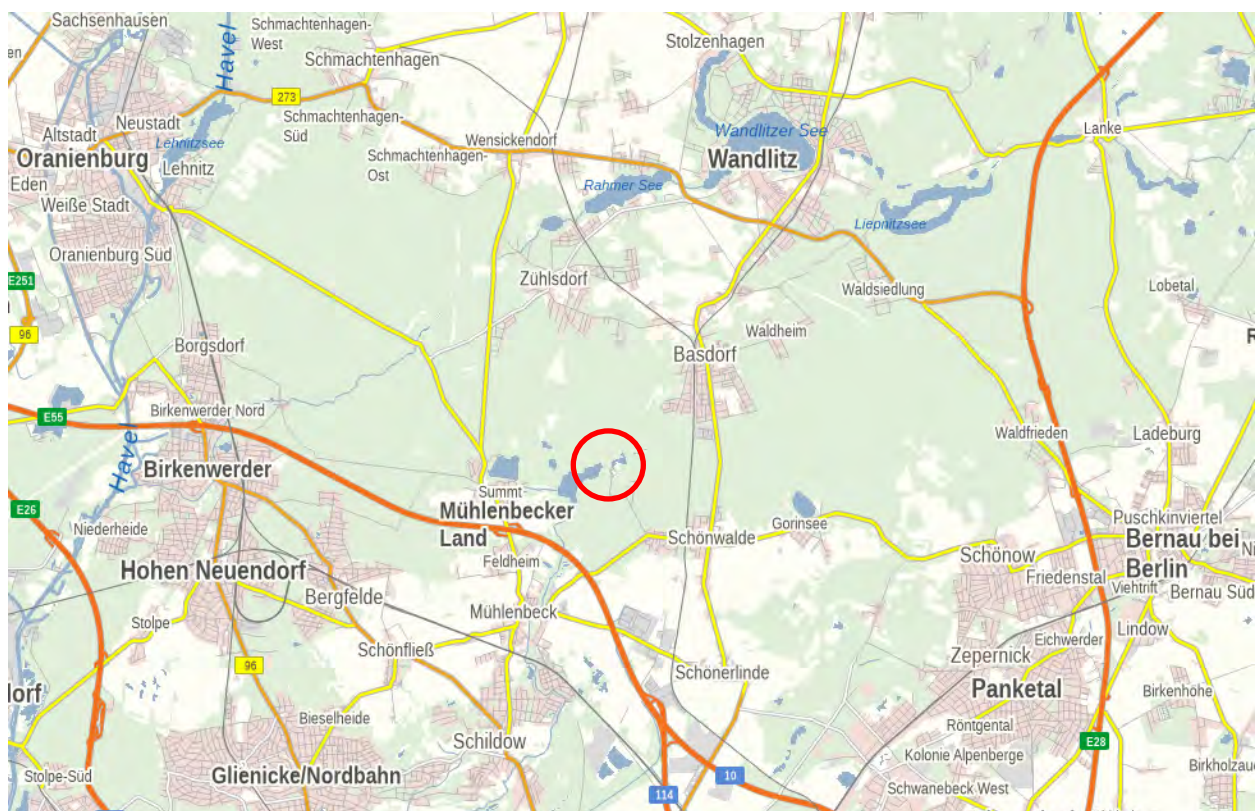 Sachsenhausen
Havel
Schmachtenhagen-
West
Schmachtenhagen
Stolzenhagen
en
273
Neustadt
Altstadt
Lehnitzsee
Schmachtenhagen-
Süd
Wensickendorf
Wandlitzer See
Lanke
Oranienburg
Lehnitz
Schmachtenhagen-
Ost
Wandlitz
Eden
Rahmer See
Weiße Stadt
Liepnitzsee
Oranienburg Süd
E251
Zühlsdorf
Waldsiedlung
Lobetal
96
Waldheim
R
Borgsdorf
Basdorf
E55
Birkenwerder Nord
Waldfrieden
Ladeburg
Havel
Birkenwerder
Summt
E26
Mühlenbecker
Land
Niederheide
Gorinsee
Puschkinviertel
Schönwalde
Bernau bei
Berlin
Ni
Feldheim
Schönow
Hohen Neuendorf
Friedenstal
Viehtrift
Bernau Süd
Bergfelde
Mühlenbeck
Stolpe
Lindow
Eichwerder
Schönfließ
Zepernick
96
Schönerlinde
dorf
Panketal
Birkenhöhe
Bieselheide
Röntgental
Schildow
E28
Kolonie Alpenberge
Stolpe-Süd
Glienicke/Nordbahn
10
Birkholzaue
114
Schwanebeck West